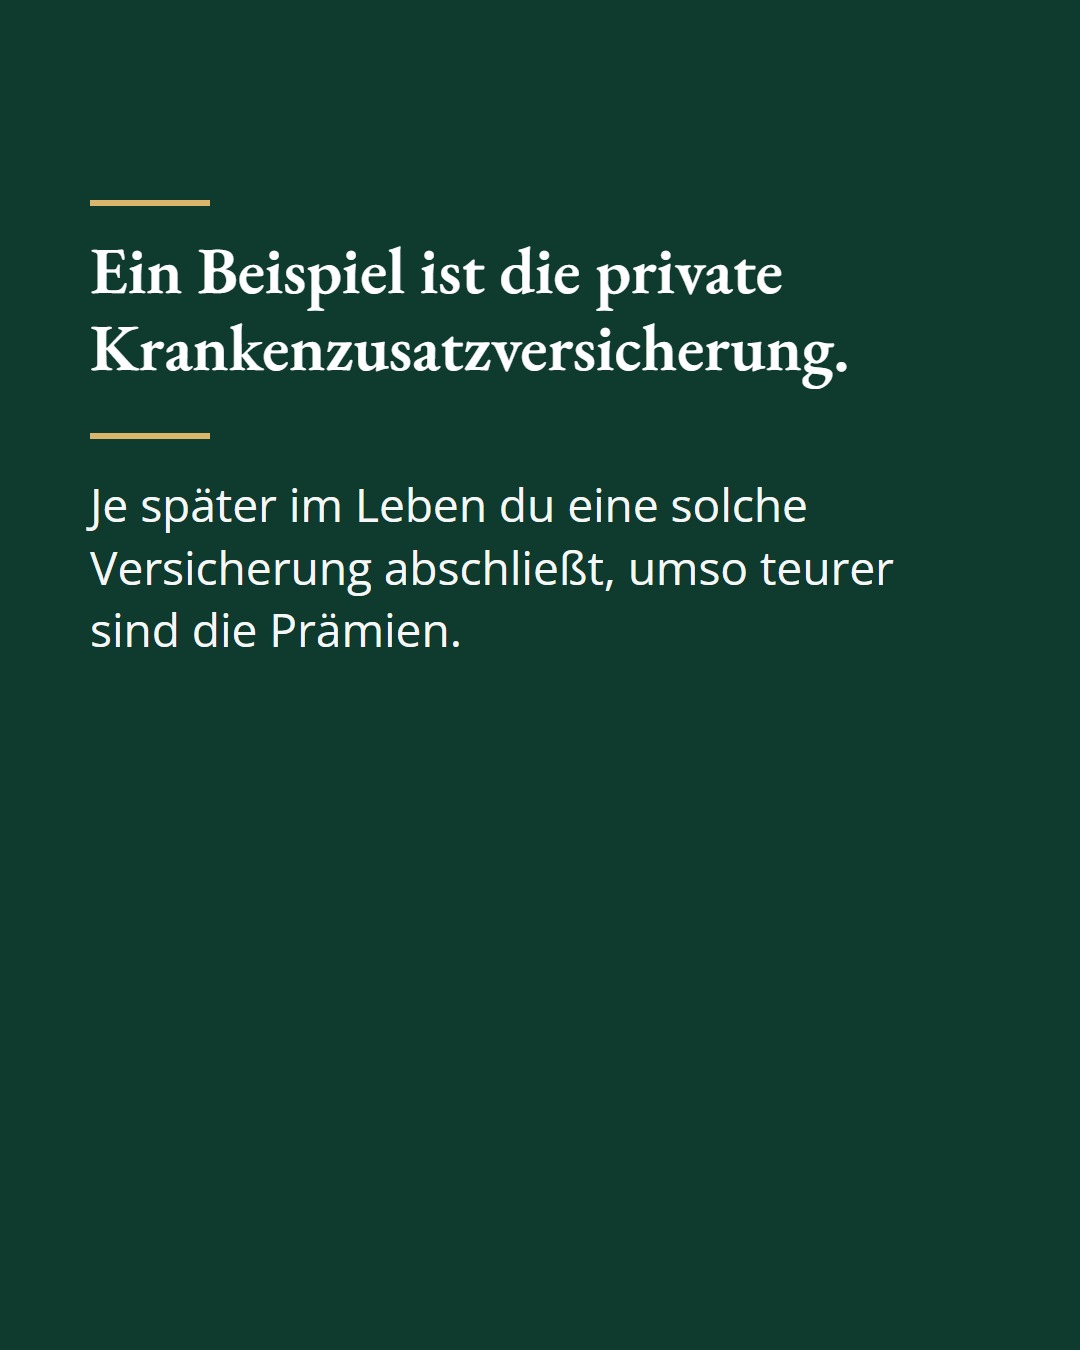 Ein Beispiel ist die private
Krankenzusatzversicherung.
Je später im Leben du eine solche
Versicherung abschließt, umso teurer
sind die Prämien.